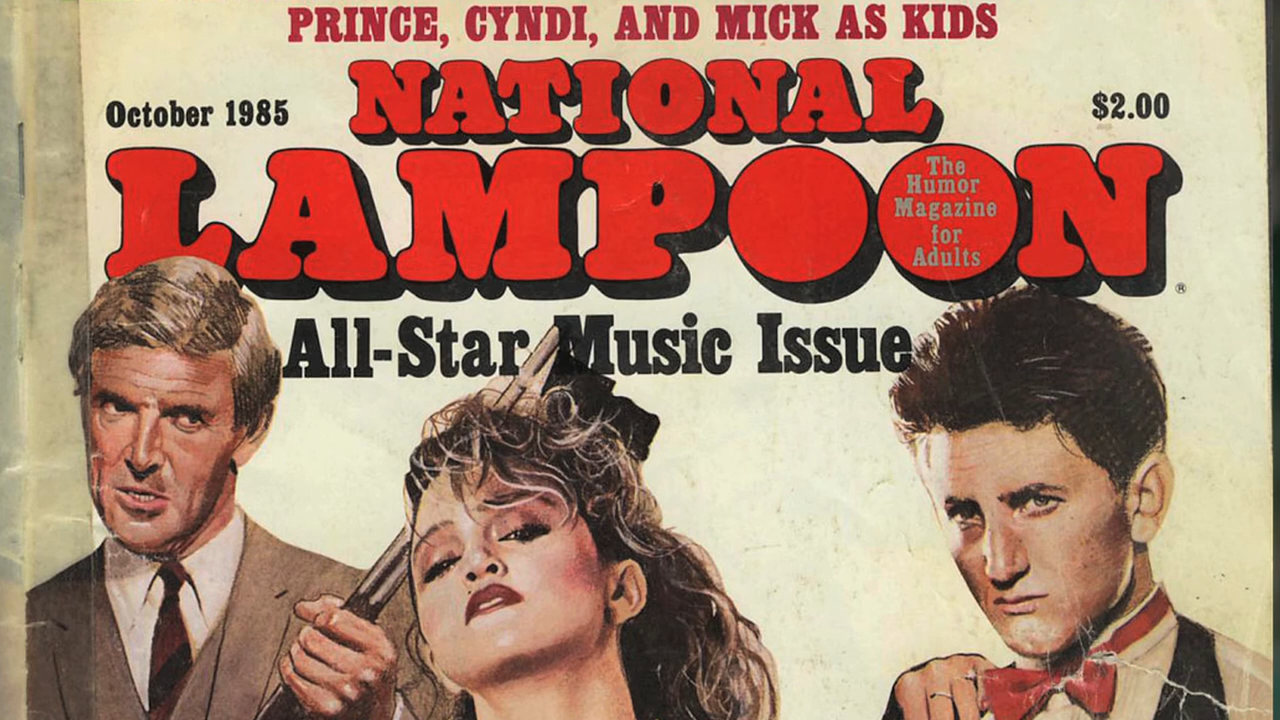 PRINCE, CYNDI, AND MICK AS KIDS
October 1985
NATIONAL
$2.00
LAMPOON
The
Humor
Magazine
for
Adults
®
All-Star Music Issue